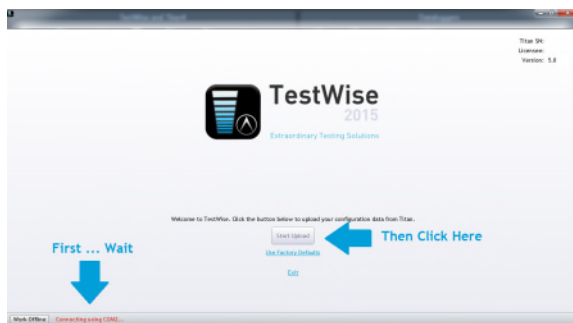 Titan SN:
Licensee:
Version: 5.0
TestWise
2015
Extraordinary Testing Solutions
Welcome to TestWise. Click the button below to upload your configuration data from Titan.
Start Upload
Then Click Here
Use Factory Defaults
First ... Wait
Exit
Work Offline Connecting using COM2...